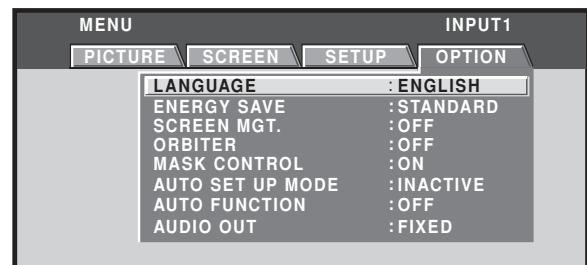 MENU INPUT1
PICTURE SCREEN SETUP OPTION
LANGUAGE :ENGLISH
ENERGY SAVE :STANDARD
SCREEN MGT. :OFF
ORBITER :OFF
MASK CONTROL :ON
AUTO SET UP MODE :INACTIVE
AUTO FUNCTION :OFF
AUDIO OUT :FIXED